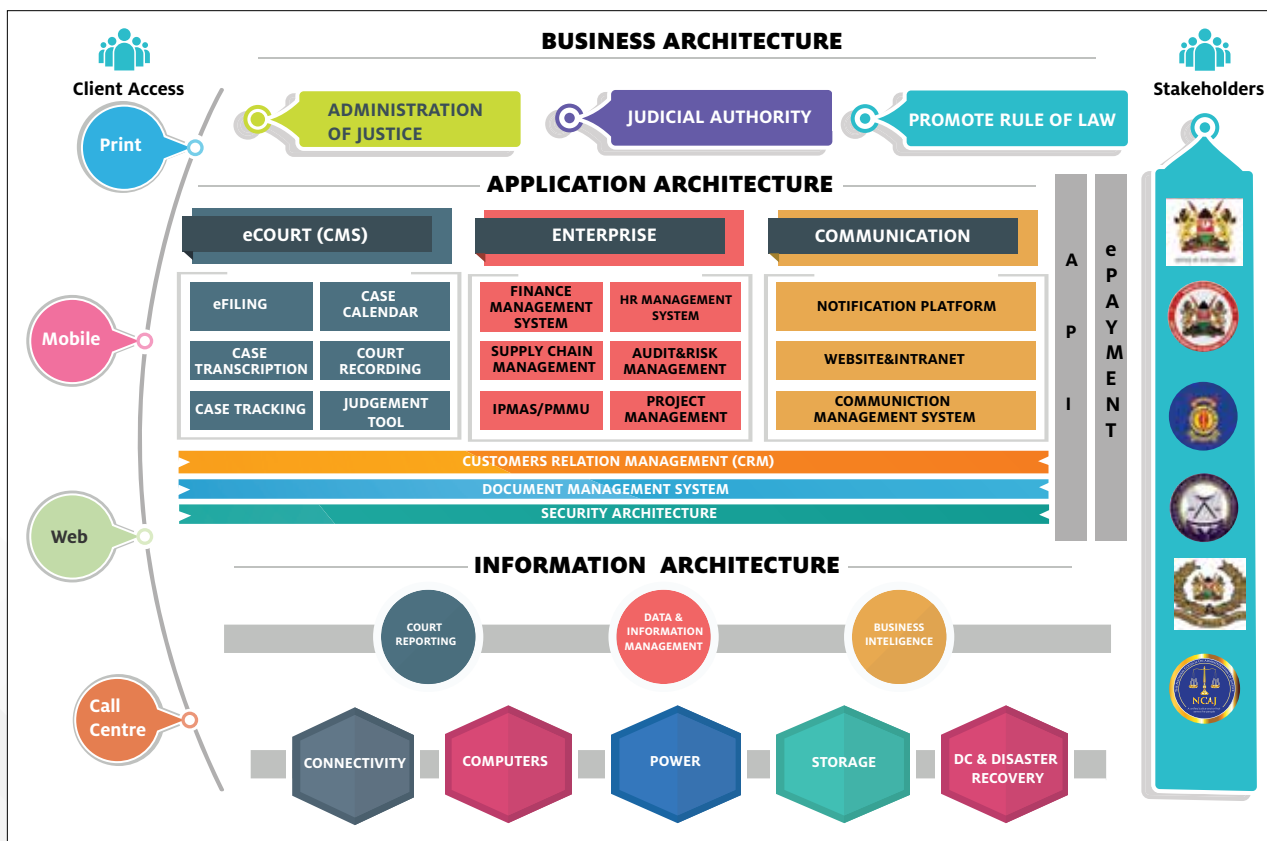 BUSINESS ARCHITECTURE
Client Access
Stakeholders
Print
Mobile
Web
Call
Centre
ADMINISTRATION
OF JUSTICE
JUDICIAL AUTHORITY
PROMOTE RULE OF LAW
APPLICATION ARCHITECTURE
eCOURT (CMS)
eFILING
CASE
CALENDAR
CASE
TRANSCRIPTION
COURT
RECORDING
CASE TRACKING
JUDGEMENT
TOOL
ENTERPRISE
FINANCE
MANAGEMENT
SYSTEM
HR MANAGEMENT
SYSTEM
SUPPLY CHAIN
MANAGEMENT
AUDIT&RISK
MANAGEMENT
IPMAS/PMMU
PROJECT
MANAGEMENT
COMMUNICATION
NOTIFICATION PLATFORM
WEBSITE&INTRANET
COMMUNICTION
MANAGEMENT SYSTEM
CUSTOMERS RELATION MANAGEMENT (CRM)
DOCUMENT MANAGEMENT SYSTEM
SECURITY ARCHITECTURE
API
ePAYMENT
INFORMATION ARCHITECTURE
COURT
REPORTING
DATA &
INFORMATION
MANAGEMENT
BUSINESS
INTELIGENCE
CONNECTIVITY
COMPUTERS
POWER
STORAGE
DC & DISASTER
RECOVERY
NCAJ